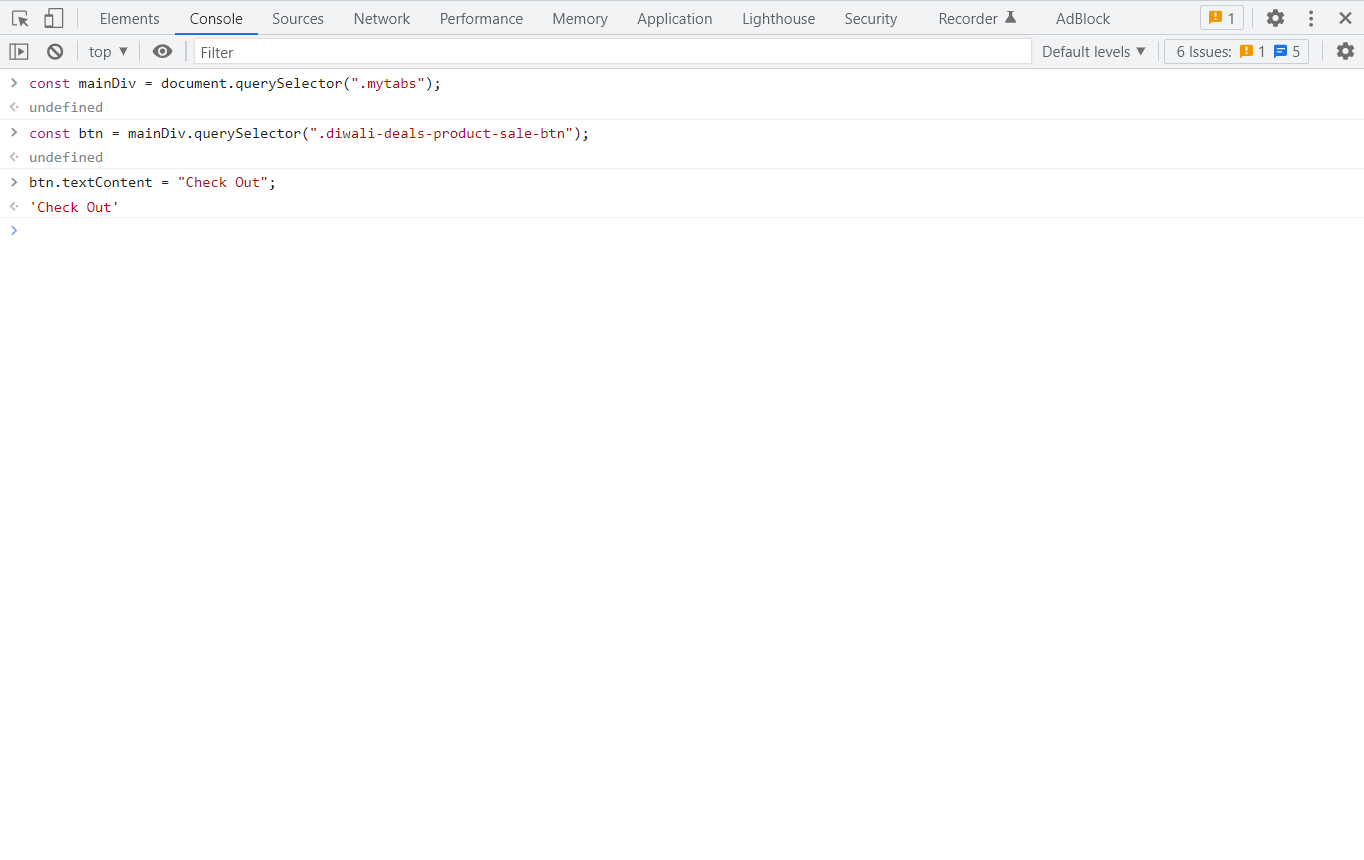 Elements Console Sources Network Performance Memory Application Lighthouse Security Recorder AdBlock 1
top Filter Default levels 6 Issues: 1 5
const mainDiv = document.querySelector(".mytabs");
undefined
const btn = mainDiv.querySelector(".diwali-deals-product-sale-btn");
undefined
btn.textContent = "Check Out";
'Check Out'